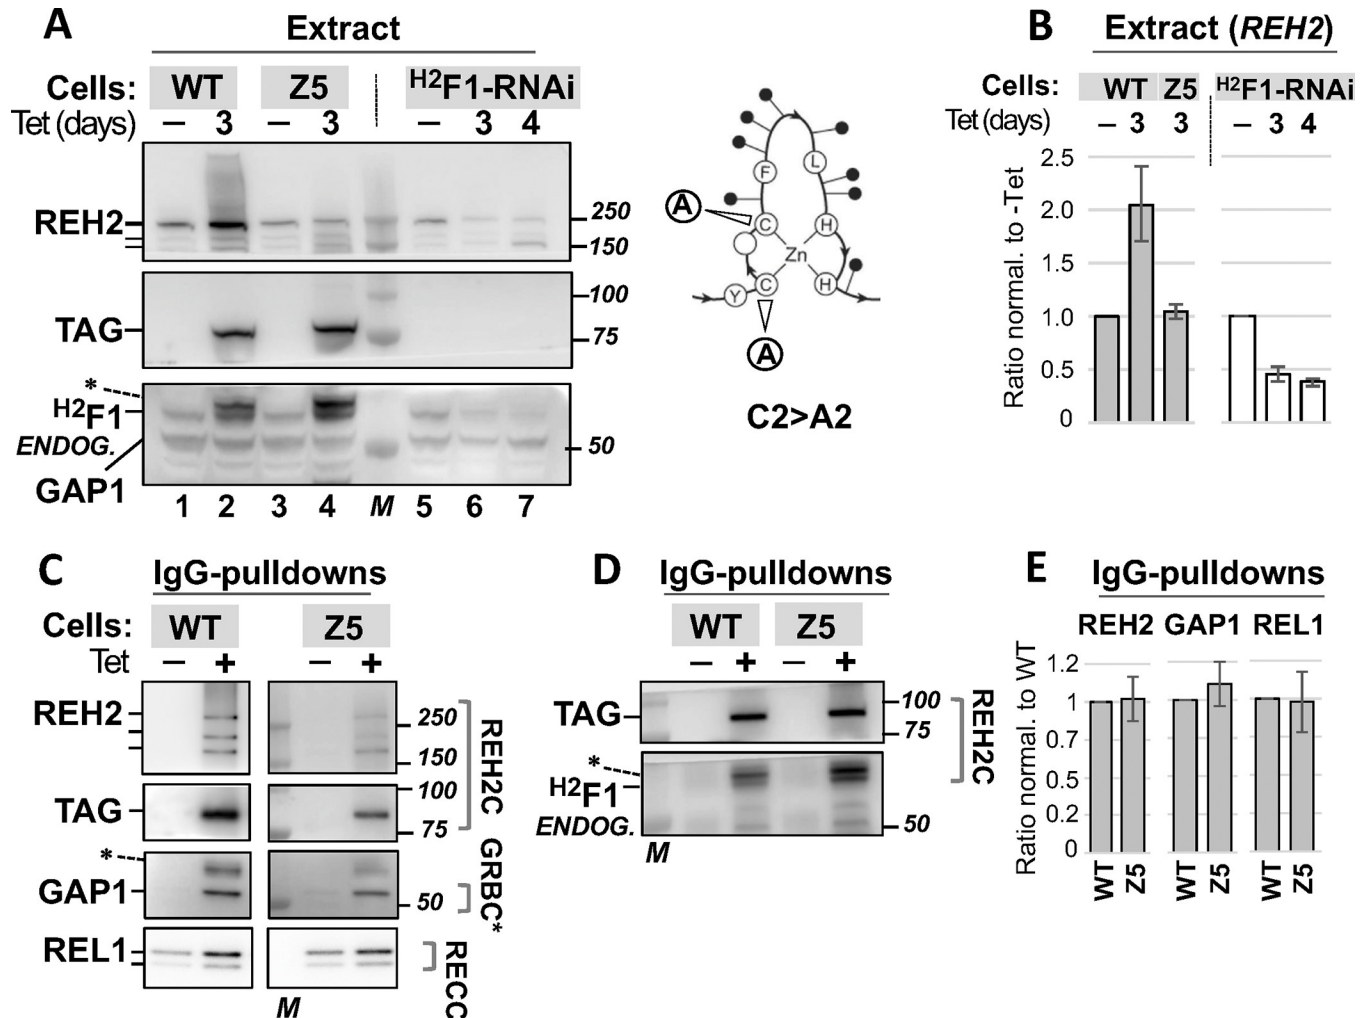 A
Extract
Cells: WT Z5 H2F1-RNAi
Tet (days) – 3 – 3 – 3 4
REH2
250
150
TAG
100
75
*
H2F1
ENDOG.
GAP1
50
1 2 3 4 M 5 6 7
A
F
L
C
H
Zn
Y
C
H
A
C2>A2
B
Extract (REH2)
Cells: WT Z5 H2F1-RNAi
Tet (days) – 3 3 – 3 4
Ratio normal. to -Tet
2.5
2.0
1.5
1.0
0.5
0
C
IgG-pulldowns
Cells: WT Z5
Tet – + – +
REH2
250
150
TAG
100
75
*
GAP1
50
REL1
M
REH2C
GRBC*
RECC
D
IgG-pulldowns
WT Z5
– + – +
TAG
100
75
*
H2F1
ENDOG.
50
M
REH2C
E
IgG-pulldowns
REH2 GAP1 REL1
Ratio normal. to WT
1.2
1
0.7
0.5
0.2
0
WT Z5 WT Z5 WT Z5